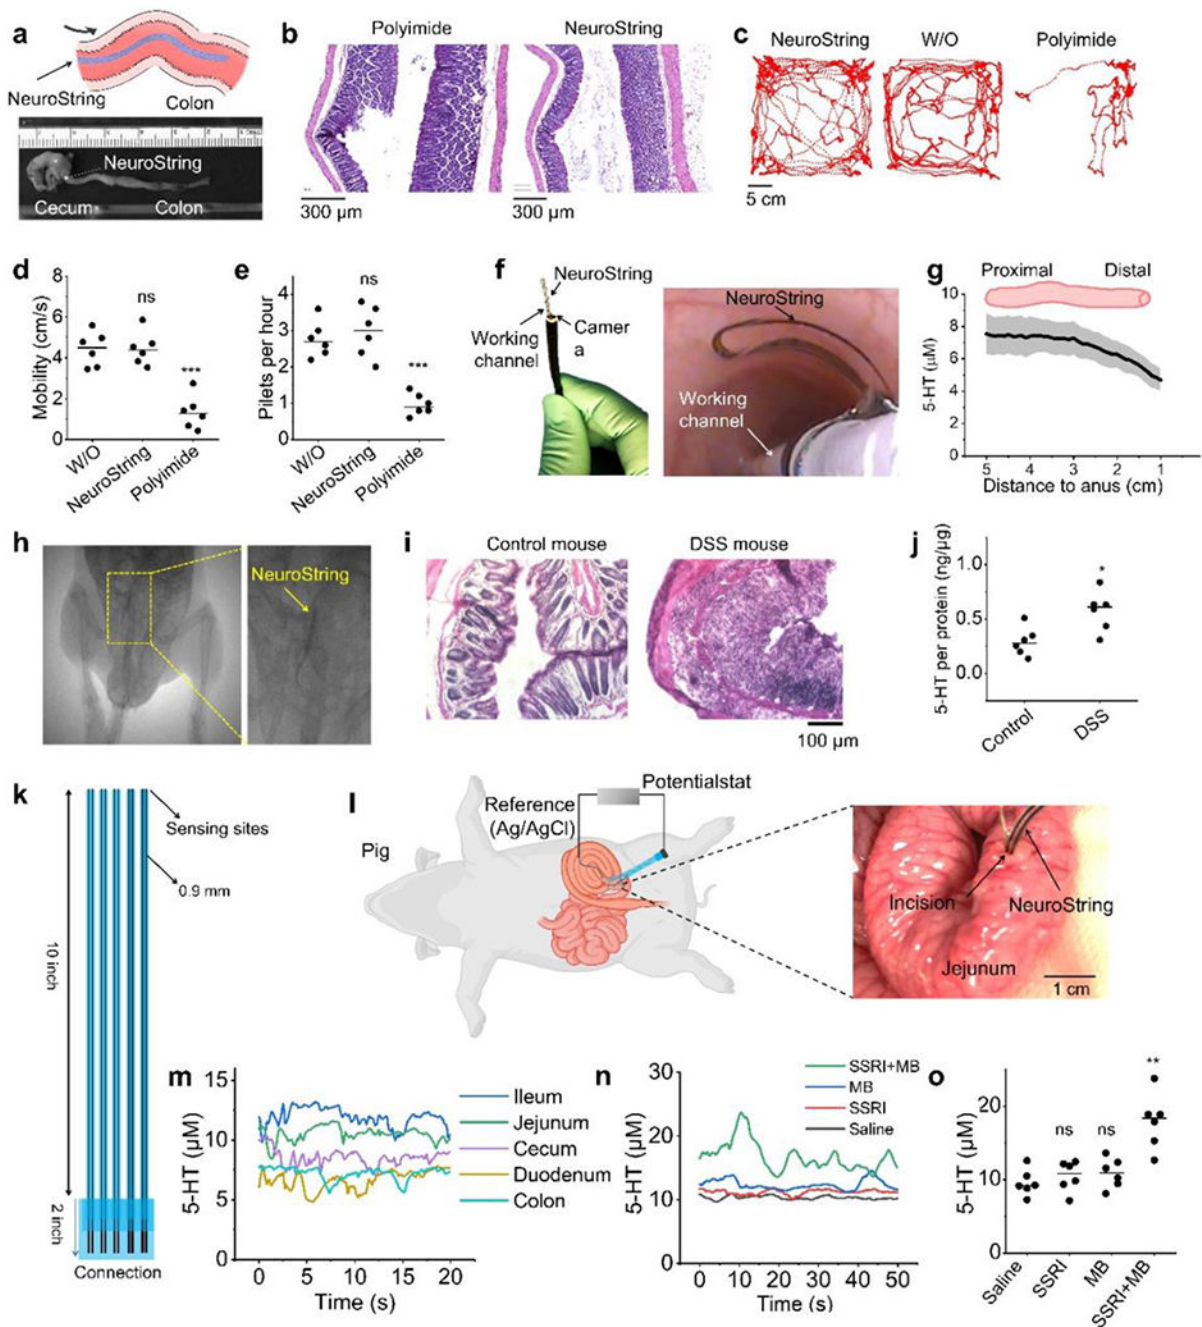 a
NeuroString
Colon
NeuroString
Cecum
Colon
b
Polyimide
NeuroString
300 µm
300 µm
c
NeuroString
W/O
Polyimide
5 cm
d
Mobility (cm/s)
8
6
4
2
0
ns
***
W/O
NeuroString
Polyimide
e
Pilets per hour
4
3
2
1
0
ns
***
W/O
NeuroString
Polyimide
f
NeuroString
Working
channel
Camer
a
NeuroString
Working
channel
g
Proximal
Distal
5-HT (µM)
10
8
6
4
2
0
5
4
3
2
1
Distance to anus (cm)
h
NeuroString
i
Control mouse
DSS mouse
100 µm
j
5-HT per protein (ng/µg)
1.0
0.5
0.0
*
Control
DSS
k
Sensing sites
0.9 mm
10 inch
2 inch
Connection
l
Pig
Reference
(Ag/AgCl)
Potentialstat
Incision
NeuroString
Jejunum
1 cm
m
5-HT (µM)
15
10
5
0
0
5
10
15
20
Time (s)
Ileum
Jejunum
Cecum
Duodenum
Colon
n
5-HT (µM)
30
20
10
0
0
10
20
30
40
50
Time (s)
SSRI+MB
MB
SSRI
Saline
o
5-HT (µM)
20
10
0
ns
ns
**
Saline
SSRI
MB
SSRI+MB